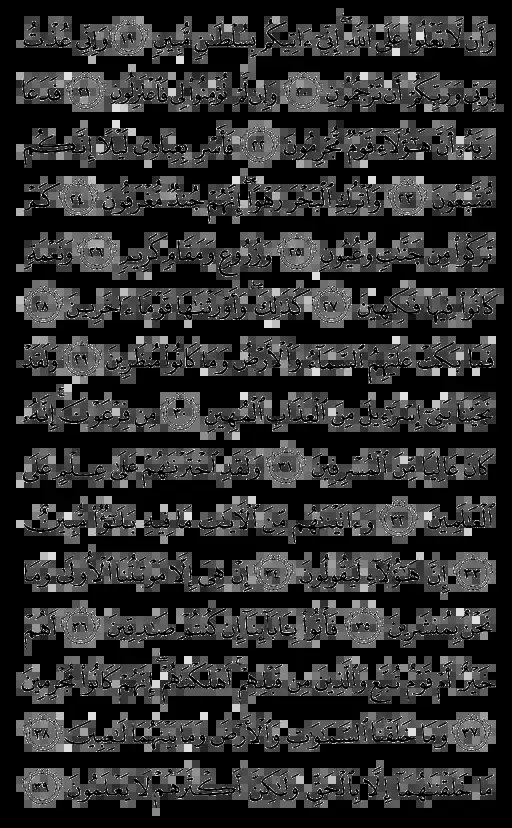 وَأَن لَّا تَعْلُوا۟ عَلَى ٱللَّهِ إِنِّىٓ ءَاتِيكُم بِسُلْطَٰنٍ مُّبِينٍ ١٩ وَإِنِّى عُذْتُ
بِرَبِّى وَرَبِّكُمْ أَن تَرْجُمُونِ ٢٠ وَإِن لَّمْ تُؤْمِنُوا۟ لِى فَٱعْتَزِلُونِ ٢١ فَدَعَا
رَبَّهُۥٓ أَنَّ هَٰٓؤُلَآءِ قَوْمٌ مُّجْرِمُونَ ٢٢ فَأَسْرِ بِعِبَادِى لَيْلًا إِنَّكُم
مُّتَّبَعُونَ ٢٣ وَٱتْرُكِ ٱلْبَحْرَ رَهْوًا إِنَّهُمْ جُندٌ مُّغْرَقُونَ ٢٤ كَمْ
تَرَكُوا۟ مِن جَنَّٰتٍ وَعُيُونٍ ٢٥ وَزُرُوعٍ وَمَقَامٍ كَرِيمٍ ٢٦ وَنَعْمَةٍ
كَانُوا۟ فِيهَا فَٰكِهِينَ ٢٧ كَذَٰلِكَ وَأَوْرَثْنَٰهَا قَوْمًا ءَاخَرِينَ ٢٨
فَمَا بَكَتْ عَلَيْهِمُ ٱلسَّمَآءُ وَٱلْأَرْضُ وَمَا كَانُوا۟ مُنظَرِينَ ٢٩ وَلَقَدْ
نَجَّيْنَا بَنِىٓ إِسْرَٰٓءِيلَ مِنَ ٱلْعَذَابِ ٱلْمُهِينِ ٣٠ مِن فِرْعَوْنَ إِنَّهُۥ
كَانَ عَالِيًا مِّنَ ٱلْمُسْرِفِينَ ٣١ وَلَقَدِ ٱخْتَرْنَٰهُمْ عَلَىٰ عِلْمٍ عَلَى
ٱلْعَٰلَمِينَ ٣٢ وَءَاتَيْنَٰهُم مِّنَ ٱلْءَايَٰتِ مَا فِيهِ بَلَٰٓؤٌا۟ مُّبِينٌ
٣٣ إِنَّ هَٰٓؤُلَآءِ لَيَقُولُونَ ٣٤ إِنْ هِىَ إِلَّا مَوْتَتُنَا ٱلْأُولَىٰ وَمَا
نَحْنُ بِمُنشَرِينَ ٣٥ فَأْتُوا۟ بِـَٔابَآئِنَآ إِن كُنتُمْ صَٰدِقِينَ ٣٦ أَهُمْ
خَيْرٌ أَمْ قَوْمُ تُبَّعٍ وَٱلَّذِينَ مِن قَبْلِهِمْ أَهْلَكْنَٰهُمْ إِنَّهُمْ كَانُوا۟ مُجْرِمِينَ
٣٧ وَمَا خَلَقْنَا ٱلسَّمَٰوَٰتِ وَٱلْأَرْضَ وَمَا بَيْنَهُمَا لَٰعِبِينَ ٣٨
مَا خَلَقْنَٰهُمَآ إِلَّا بِٱلْحَقِّ وَلَٰكِنَّ أَكْثَرَهُمْ لَا يَعْلَمُونَ ٣٩